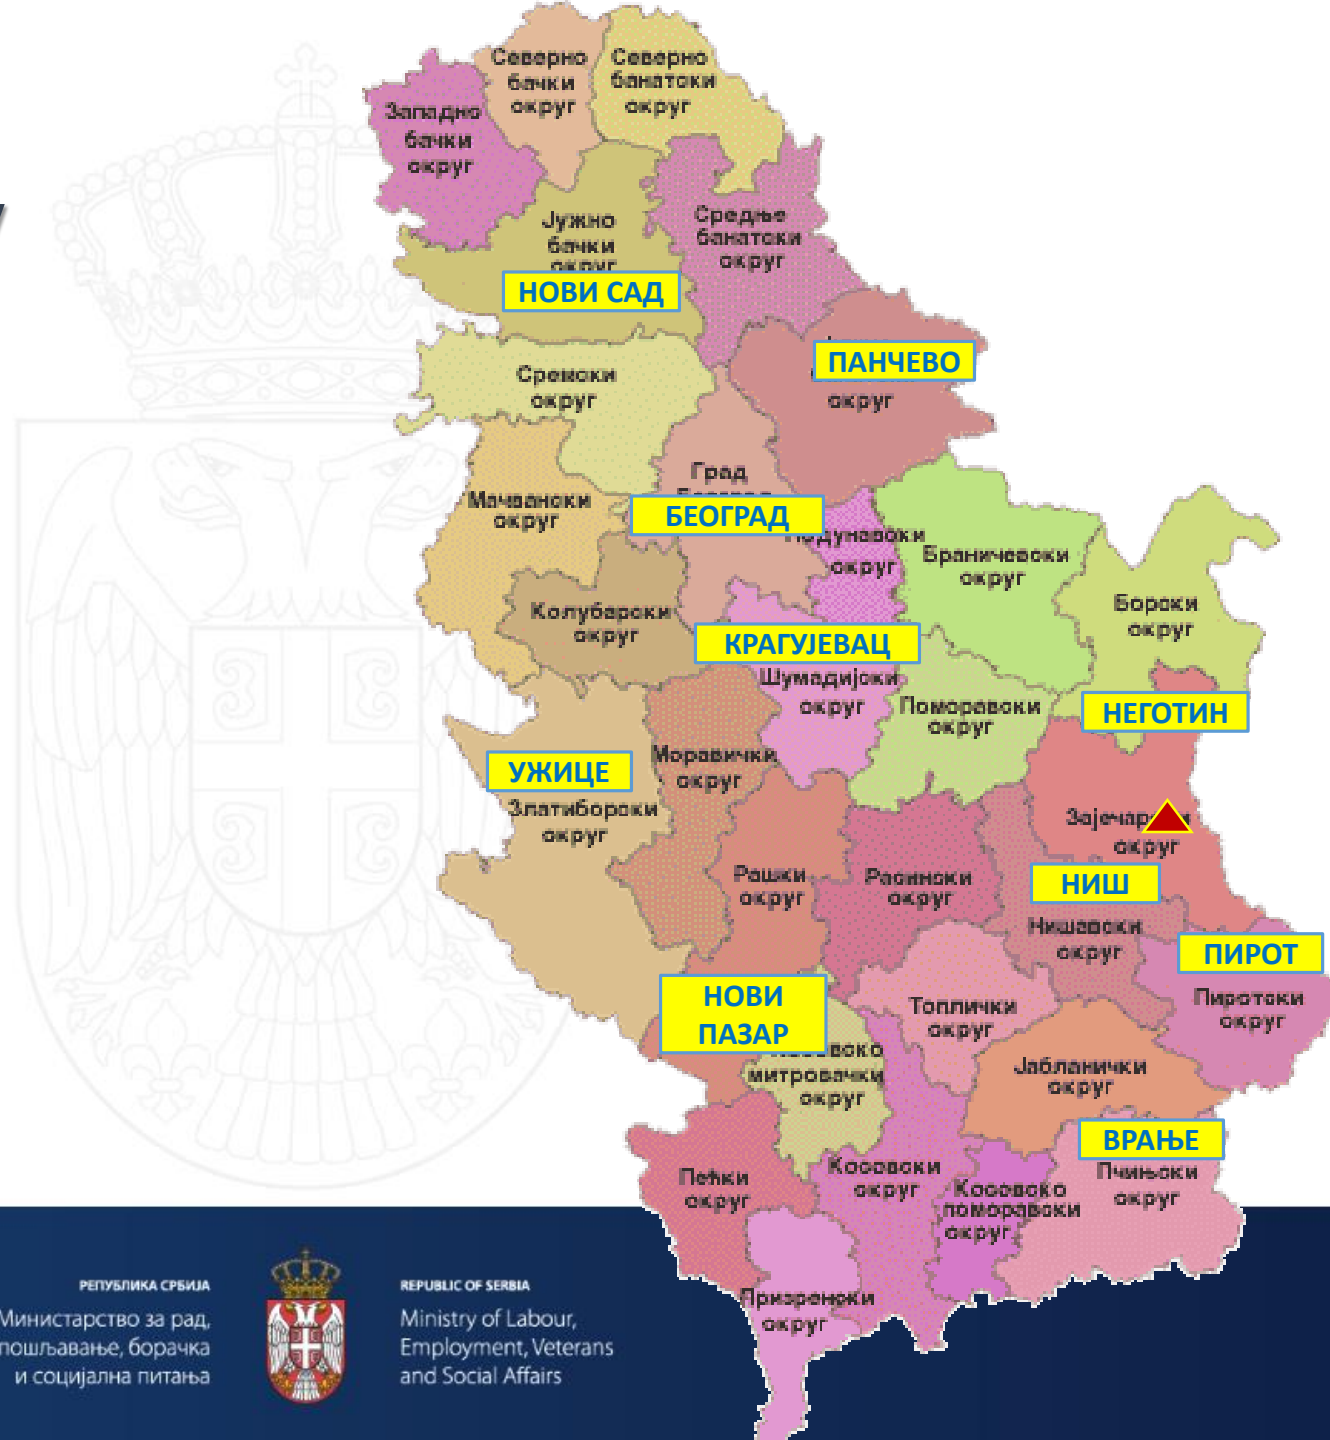 Северно
бачки
округ
Северно
банатски
округ
Западно
бачки
округ
Јужно
бачки
округ
НОВИ САД
Средње
банатски
округ
ПАНЧЕВО
округ
Сремски
округ
Град
БЕОГРАД
Мачвански
округ
округ
Браничевски
округ
Борски
округ
Колубарски
округ
КРАГУЈЕВАЦ
Шумадијски
округ
Поморавски
округ
НЕГОТИН
УЖИЦЕ
Златиборски
округ
Моравички
округ
округ
НИШ
Рашки
округ
Расински
округ
Нишавски
округ
ПИРОТ
Пиротски
округ
НОВИ
ПАЗАР
Топлички
округ
митровачки
округ
Јабланички
округ
ВРАЊЕ
Пчињски
округ
Пећки
округ
Косовски
округ
Косовско
поморавски
округ
Призренски
округ
РЕПУБЛИКА СРБИЈА
Министарство за рад,
борачка
и социјална питања
REPUBLIC OF SERBIA
Ministry of Labour,
Employment, Veterans
and Social Affairs